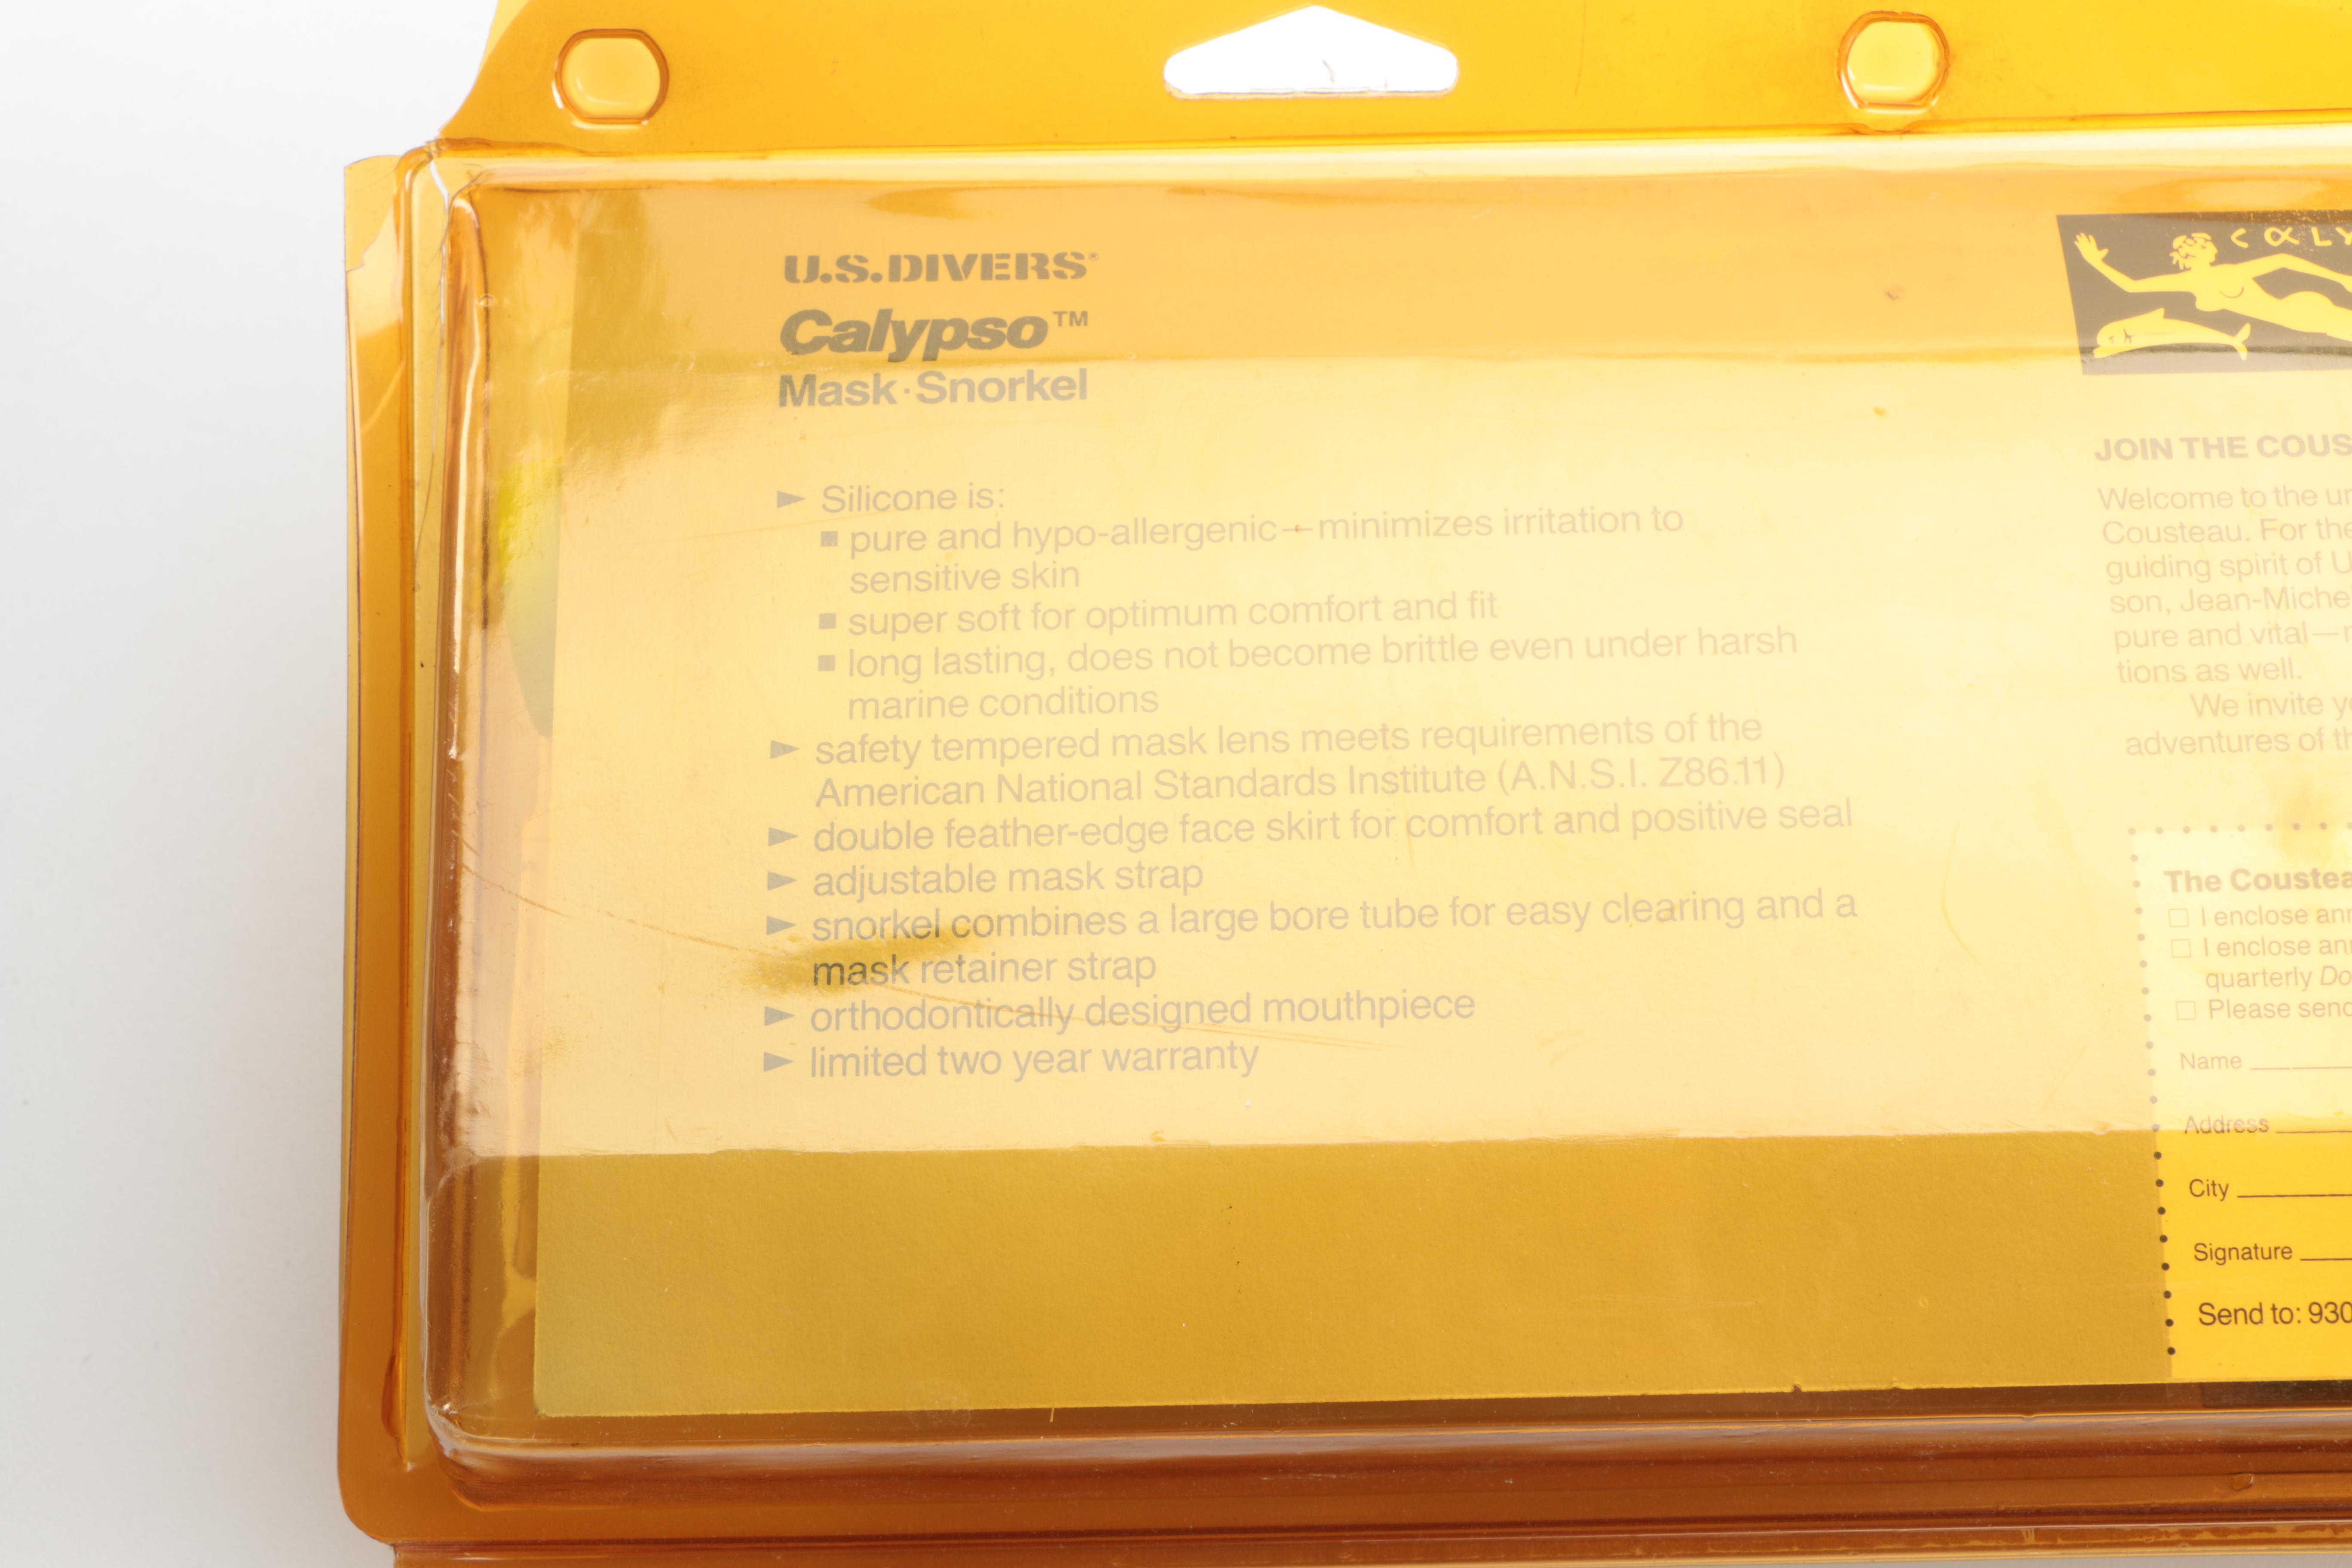 U.S.DIVERS®
Calypso™
Mask·Snorkel
► Silicone is:
■ pure and hypo-allergenic—minimizes irritation to
sensitive skin
■ super soft for optimum comfort and fit
■ long lasting, does not become brittle even under harsh
marine conditions
► safety tempered mask lens meets requirements of the
American National Standards Institute (A.N.S.I. Z86.11)
► double feather-edge face skirt for comfort and positive seal
► adjustable mask strap
► snorkel combines a large bore tube for easy clearing and a
mask retainer strap
► orthodontically designed mouthpiece
► limited two year warranty
CALY
JOIN THE COUS
Welcome to the
Cousteau. For the
guiding spirit of U
son, Jean-Miche
pure and vital—
tions as well.
We invite
adventures of
The Coustea
□ I enclose
□ I enclose
quarterly Do
□ Please send
Name
Address
City
Signature
Send to: 930